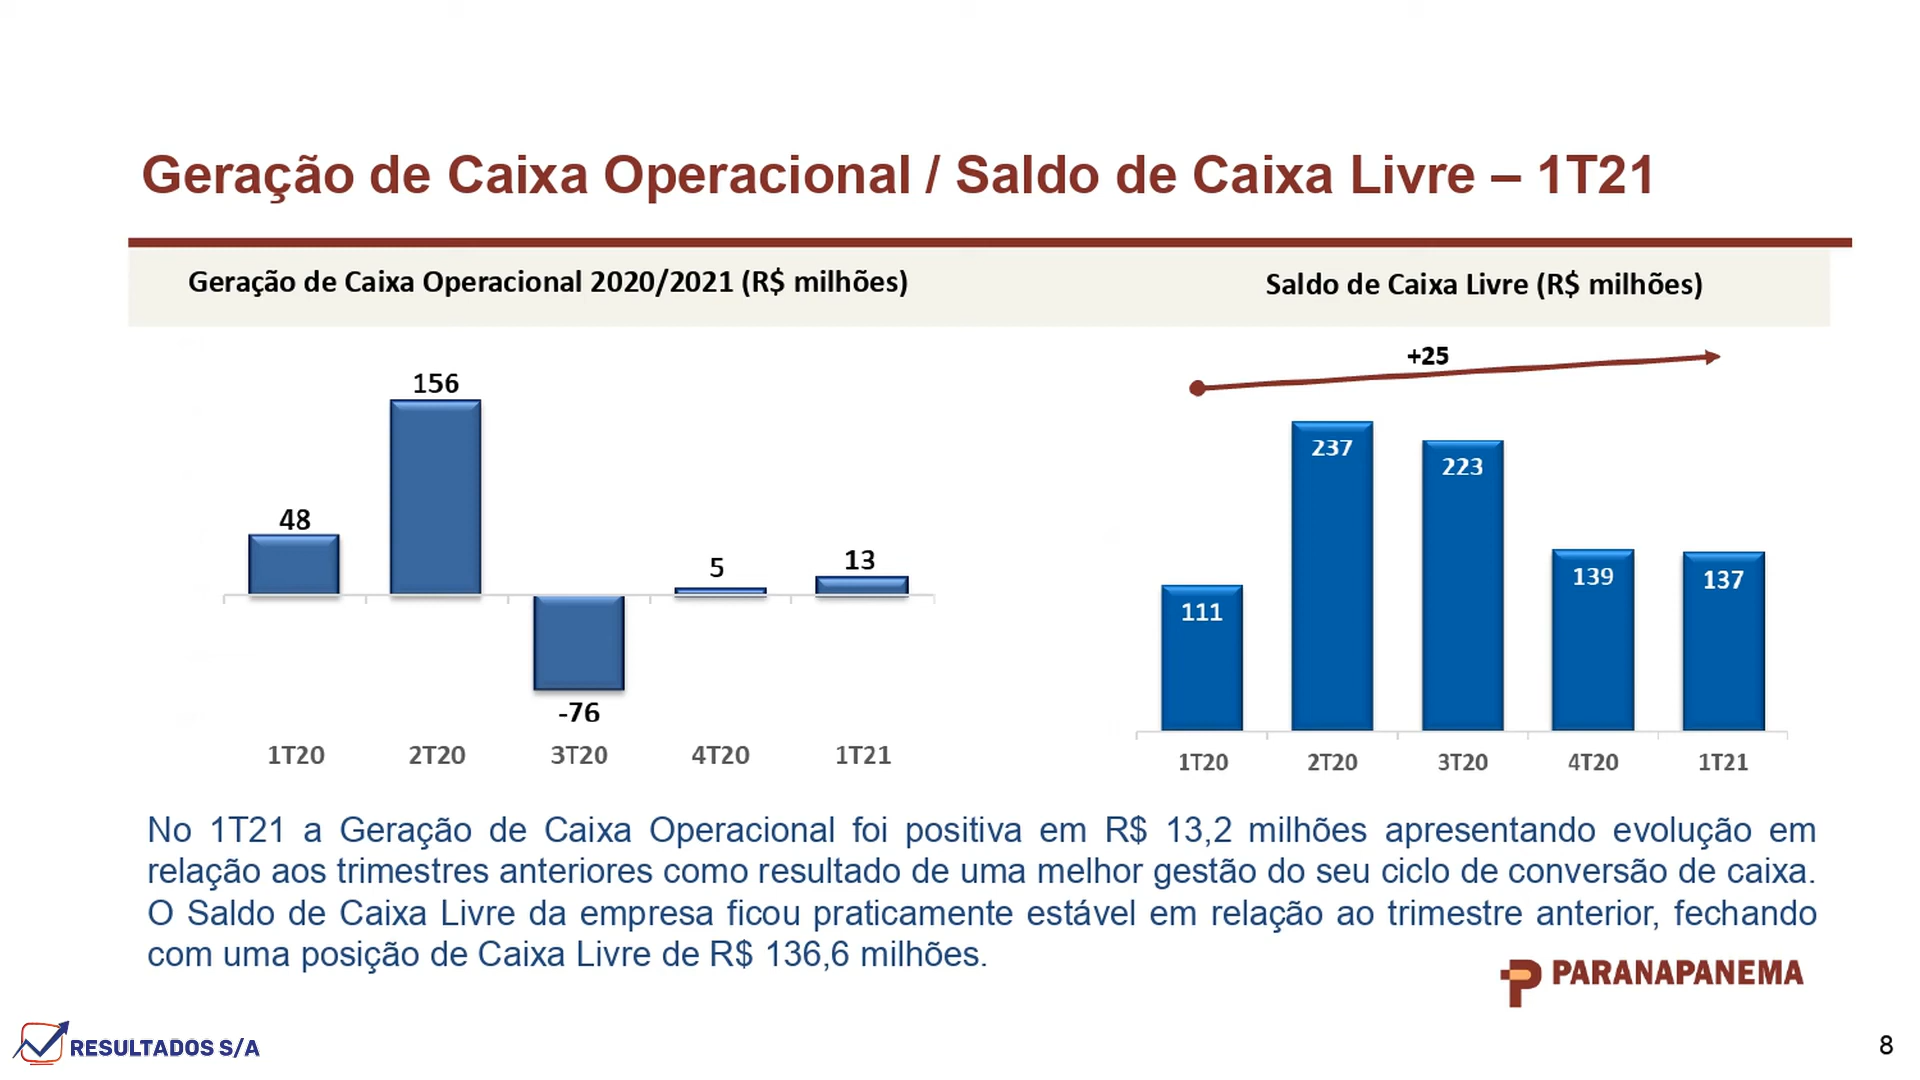 Geração de Caixa Operacional / Saldo de Caixa Livre – 1T21
Geração de Caixa Operacional 2020/2021 (R$ milhões)
Saldo de Caixa Livre (R$ milhões)
156
48
5
13
-76
1T20 2T20 3T20 4T20 1T21
+25
237
223
139
137
111
1T20 2T20 3T20 4T20 1T21
No 1T21 a Geração de Caixa Operacional foi positiva em R$ 13,2 milhões apresentando evolução em
relação aos trimestres anteriores como resultado de uma melhor gestão do seu ciclo de conversão de caixa.
O Saldo de Caixa Livre da empresa ficou praticamente estável em relação ao trimestre anterior, fechando
com uma posição de Caixa Livre de R$ 136,6 milhões.
PARANAPANEMA
RESULTADOS S/A
8